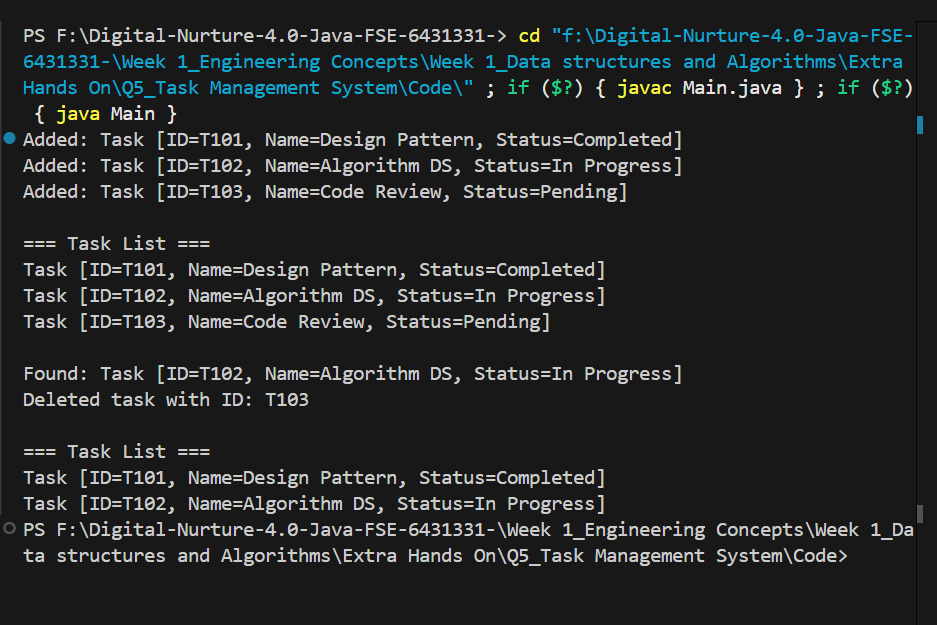 PS F:\Digital-Nurture-4.0-Java-FSE-6431331-> cd "f:\Digital-Nurture-4.0-Java-FSE-
6431331-\Week 1_Engineering Concepts\Week 1_Data structures and Algorithms\Extra
Hands On\Q5_Task Management System\Code\" ; if ($?) { javac Main.java } ; if ($?)
{ java Main }
Added: Task [ID=T101, Name=Design Pattern, Status=Completed]
Added: Task [ID=T102, Name=Algorithm DS, Status=In Progress]
Added: Task [ID=T103, Name=Code Review, Status=Pending]

=== Task List ===
Task [ID=T101, Name=Design Pattern, Status=Completed]
Task [ID=T102, Name=Algorithm DS, Status=In Progress]
Task [ID=T103, Name=Code Review, Status=Pending]

Found: Task [ID=T102, Name=Algorithm DS, Status=In Progress]
Deleted task with ID: T103

=== Task List ===
Task [ID=T101, Name=Design Pattern, Status=Completed]
Task [ID=T102, Name=Algorithm DS, Status=In Progress]
PS F:\Digital-Nurture-4.0-Java-FSE-6431331-\Week 1_Engineering Concepts\Week 1_Da
ta structures and Algorithms\Extra Hands On\Q5_Task Management System\Code>